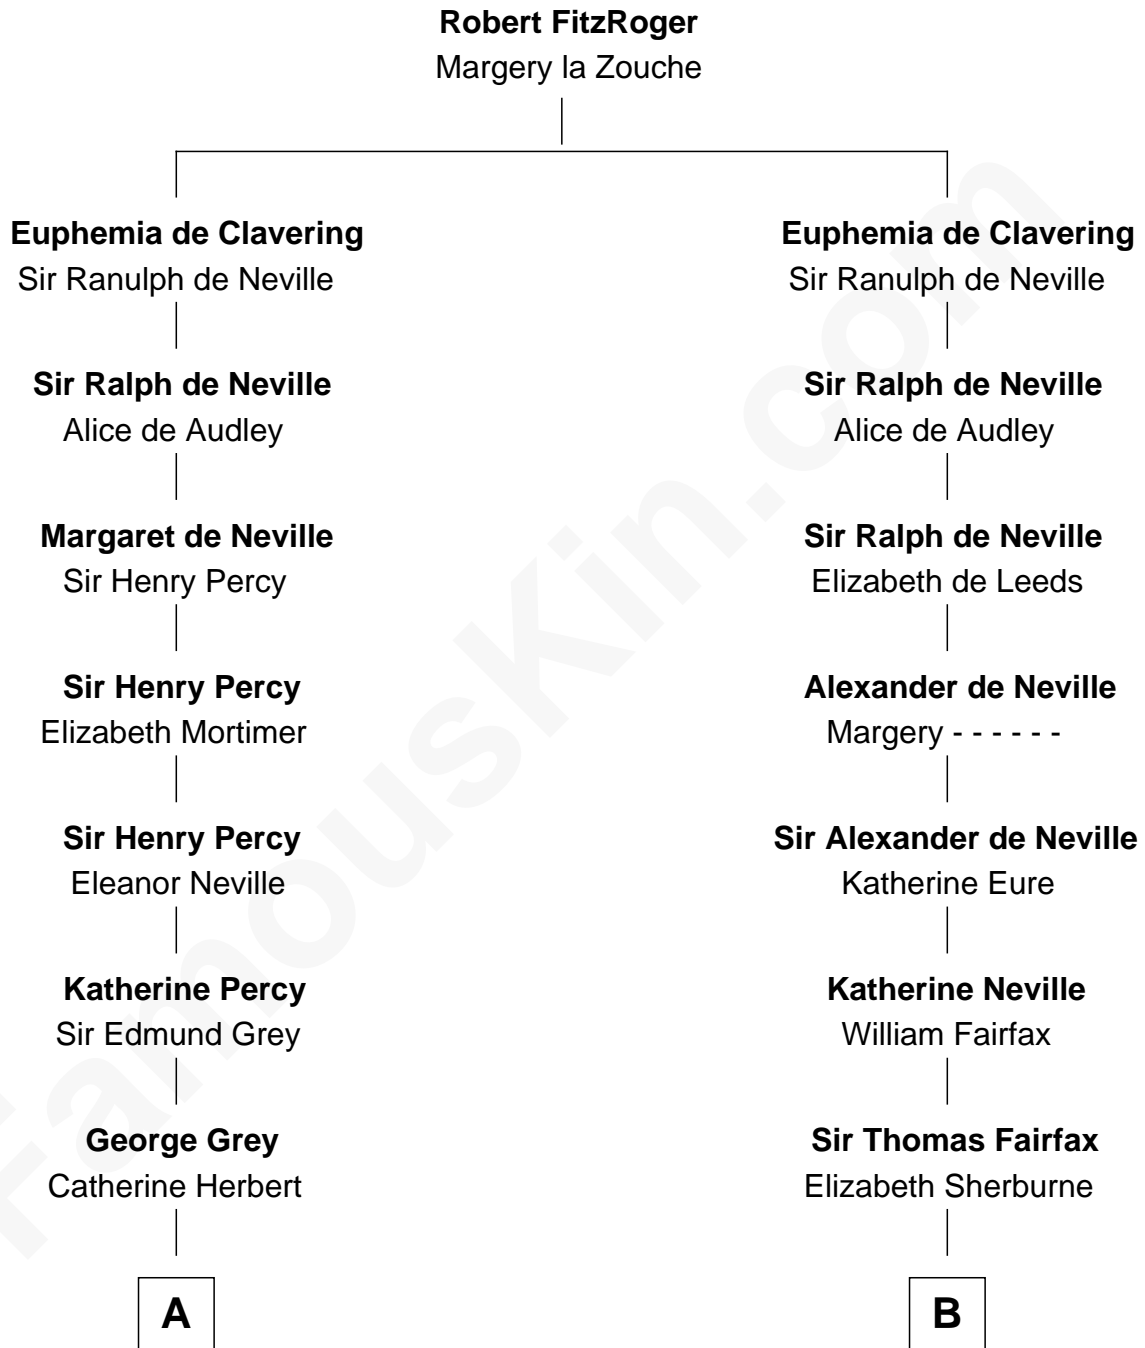 Robert FitzRoger
Margery la Zouche
Euphemia de Clavering
Sir Ranulph de Neville
Euphemia de Clavering
Sir Ranulph de Neville
Sir Ralph de Neville
Alice de Audley
Sir Ralph de Neville
Alice de Audley
Margaret de Neville
Sir Henry Percy
Sir Ralph de Neville
Elizabeth de Leeds
Sir Henry Percy
Elizabeth Mortimer
Alexander de Neville
Margery - - - - - -
Sir Henry Percy
Eleanor Neville
Sir Alexander de Neville
Katherine Eure
Katherine Percy
Sir Edmund Grey
Katherine Neville
William Fairfax
George Grey
Catherine Herbert
Sir Thomas Fairfax
Elizabeth Sherburne
A
B
FamousKin.com